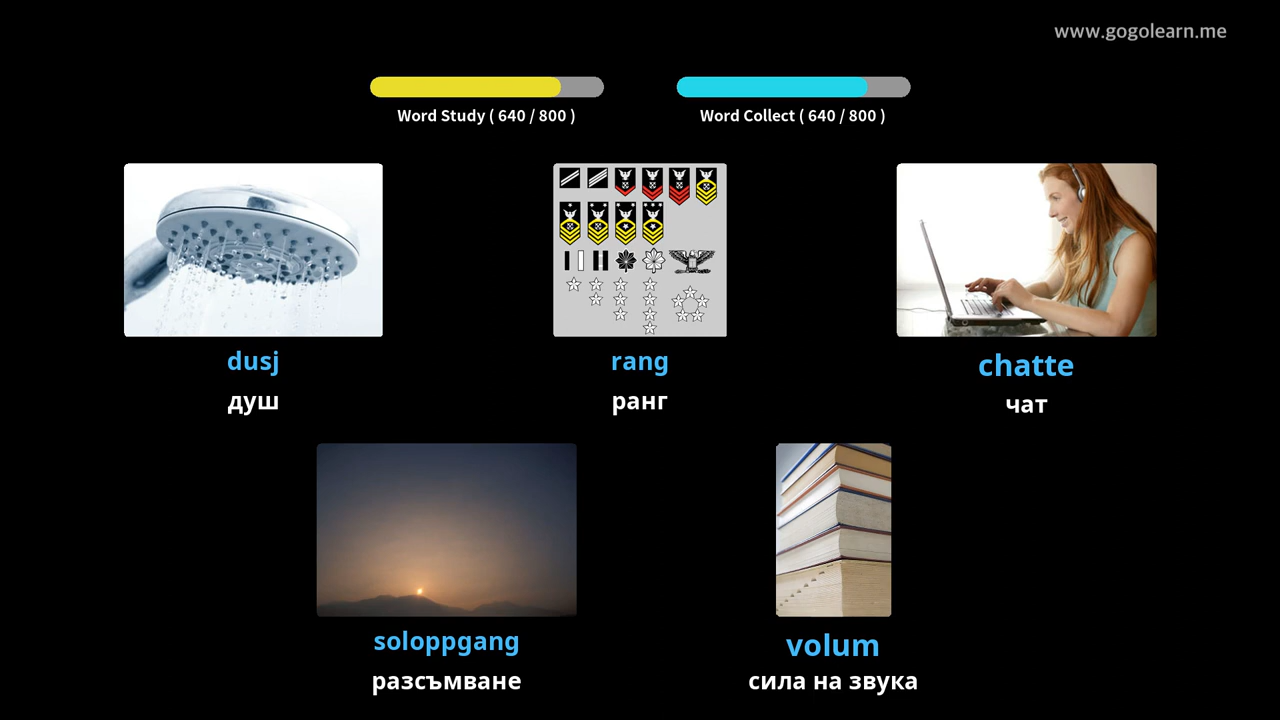 www.gogolearn.me
Word Study ( 640 / 800 )
Word Collect ( 640 / 800 )
dusj
rang
chatte
душ
ранг
чат
soloppgang
volum
разсъмване
сила на звука